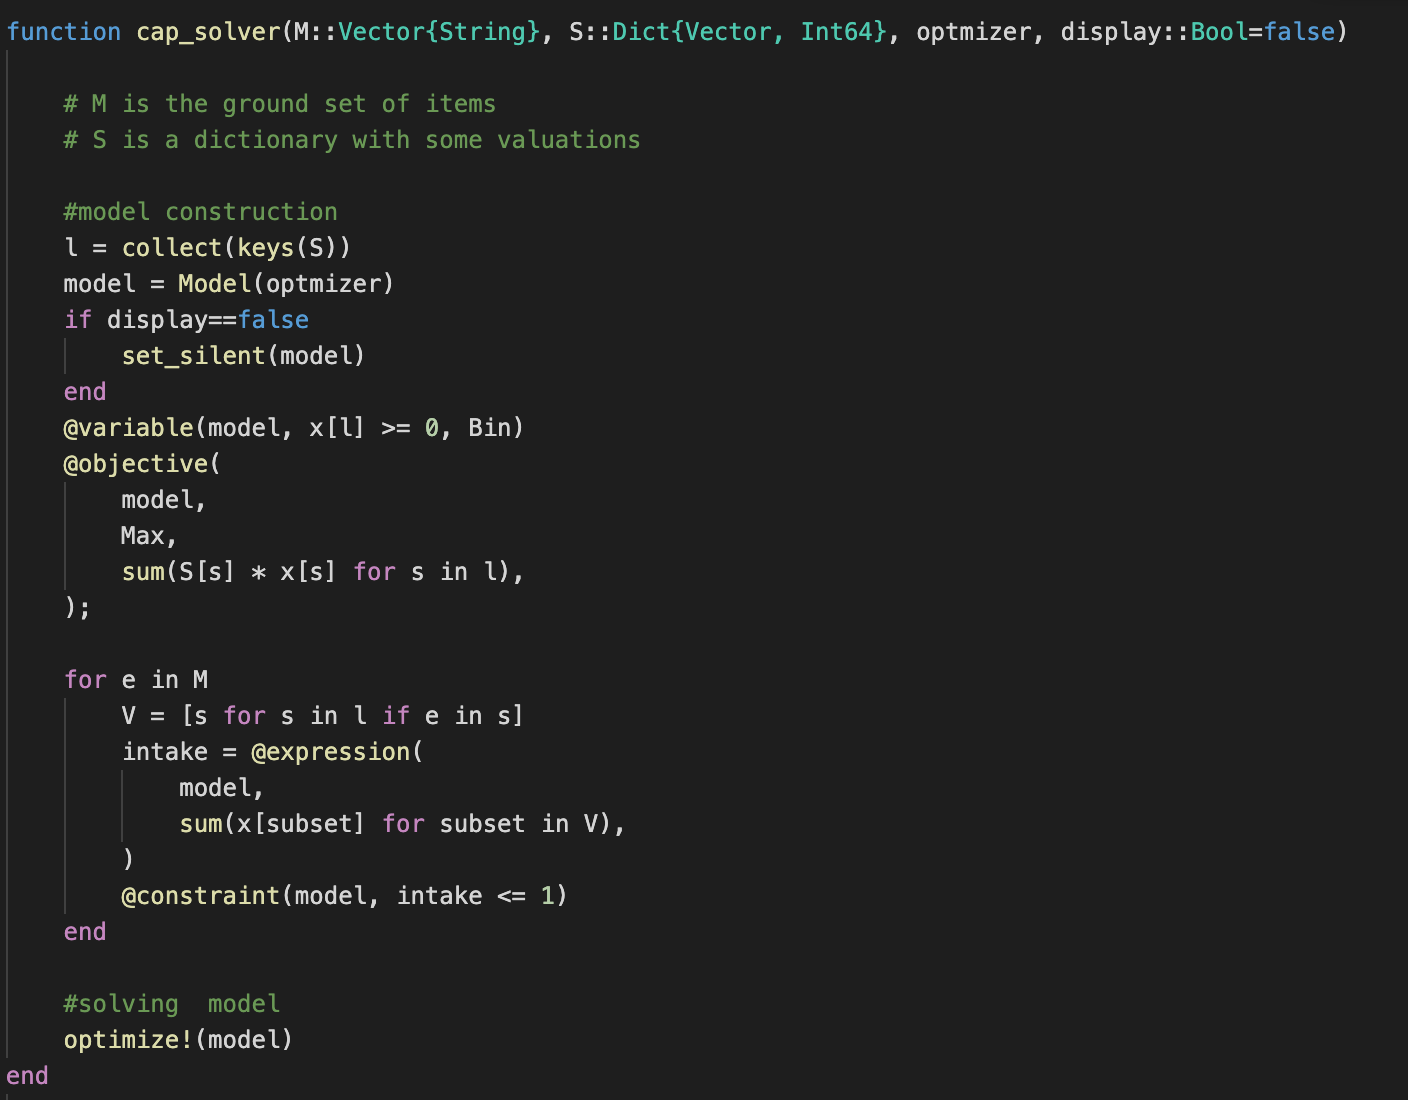 function cap_solver(M::Vector{String}, S::Dict{Vector, Int64}, optmizer, display::Bool=false)
# M is the ground set of items
# S is a dictionary with some valuations
#model construction
l = collect(keys(S))
model = Model(optmizer)
if display==false
set_silent(model)
end
@variable(model, x[l] >= 0, Bin)
@objective(
model,
Max,
sum(S[s] * x[s] for s in l),
);
for e in M
V = [s for s in l if e in s]
intake = @expression(
model,
sum(x[subset] for subset in V),
)
@constraint(model, intake <= 1)
end
#solving  model
optimize!(model)
end